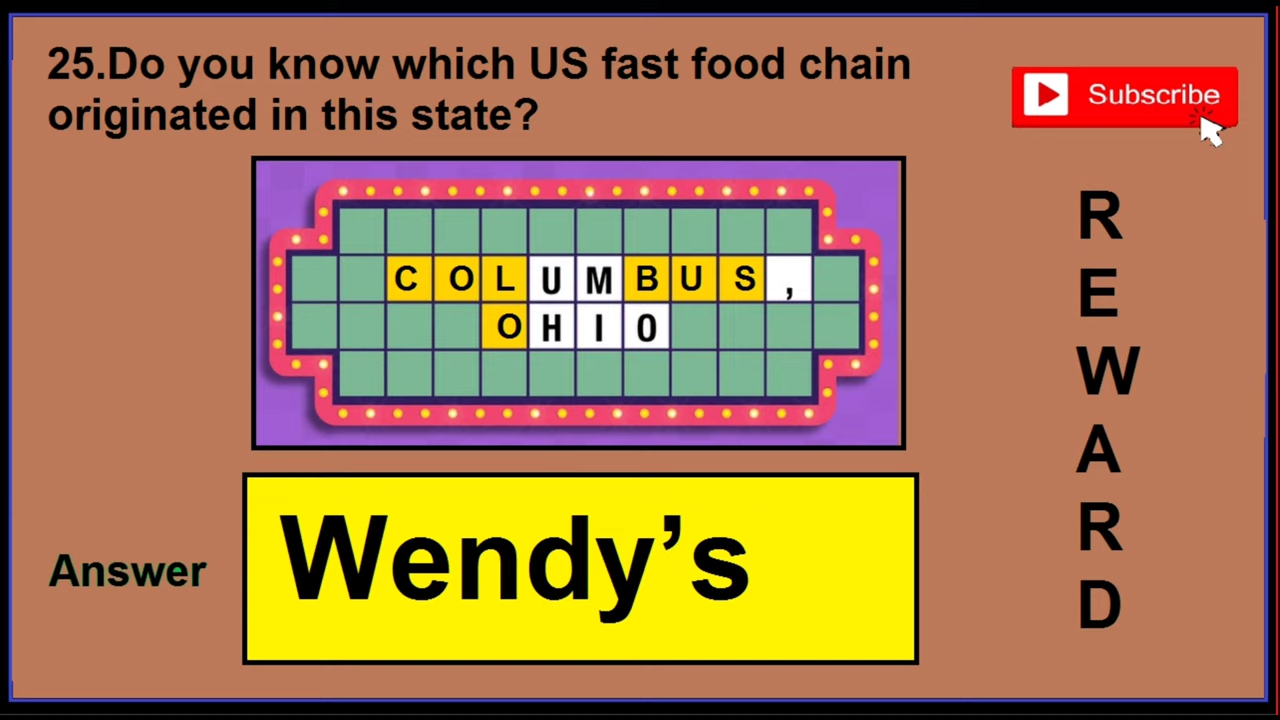 25.Do you know which US fast food chain
originated in this state?
Subscribe
COLUMBUS,
OHIO
R
E
W
A
R
D
Answer
Wendy’s